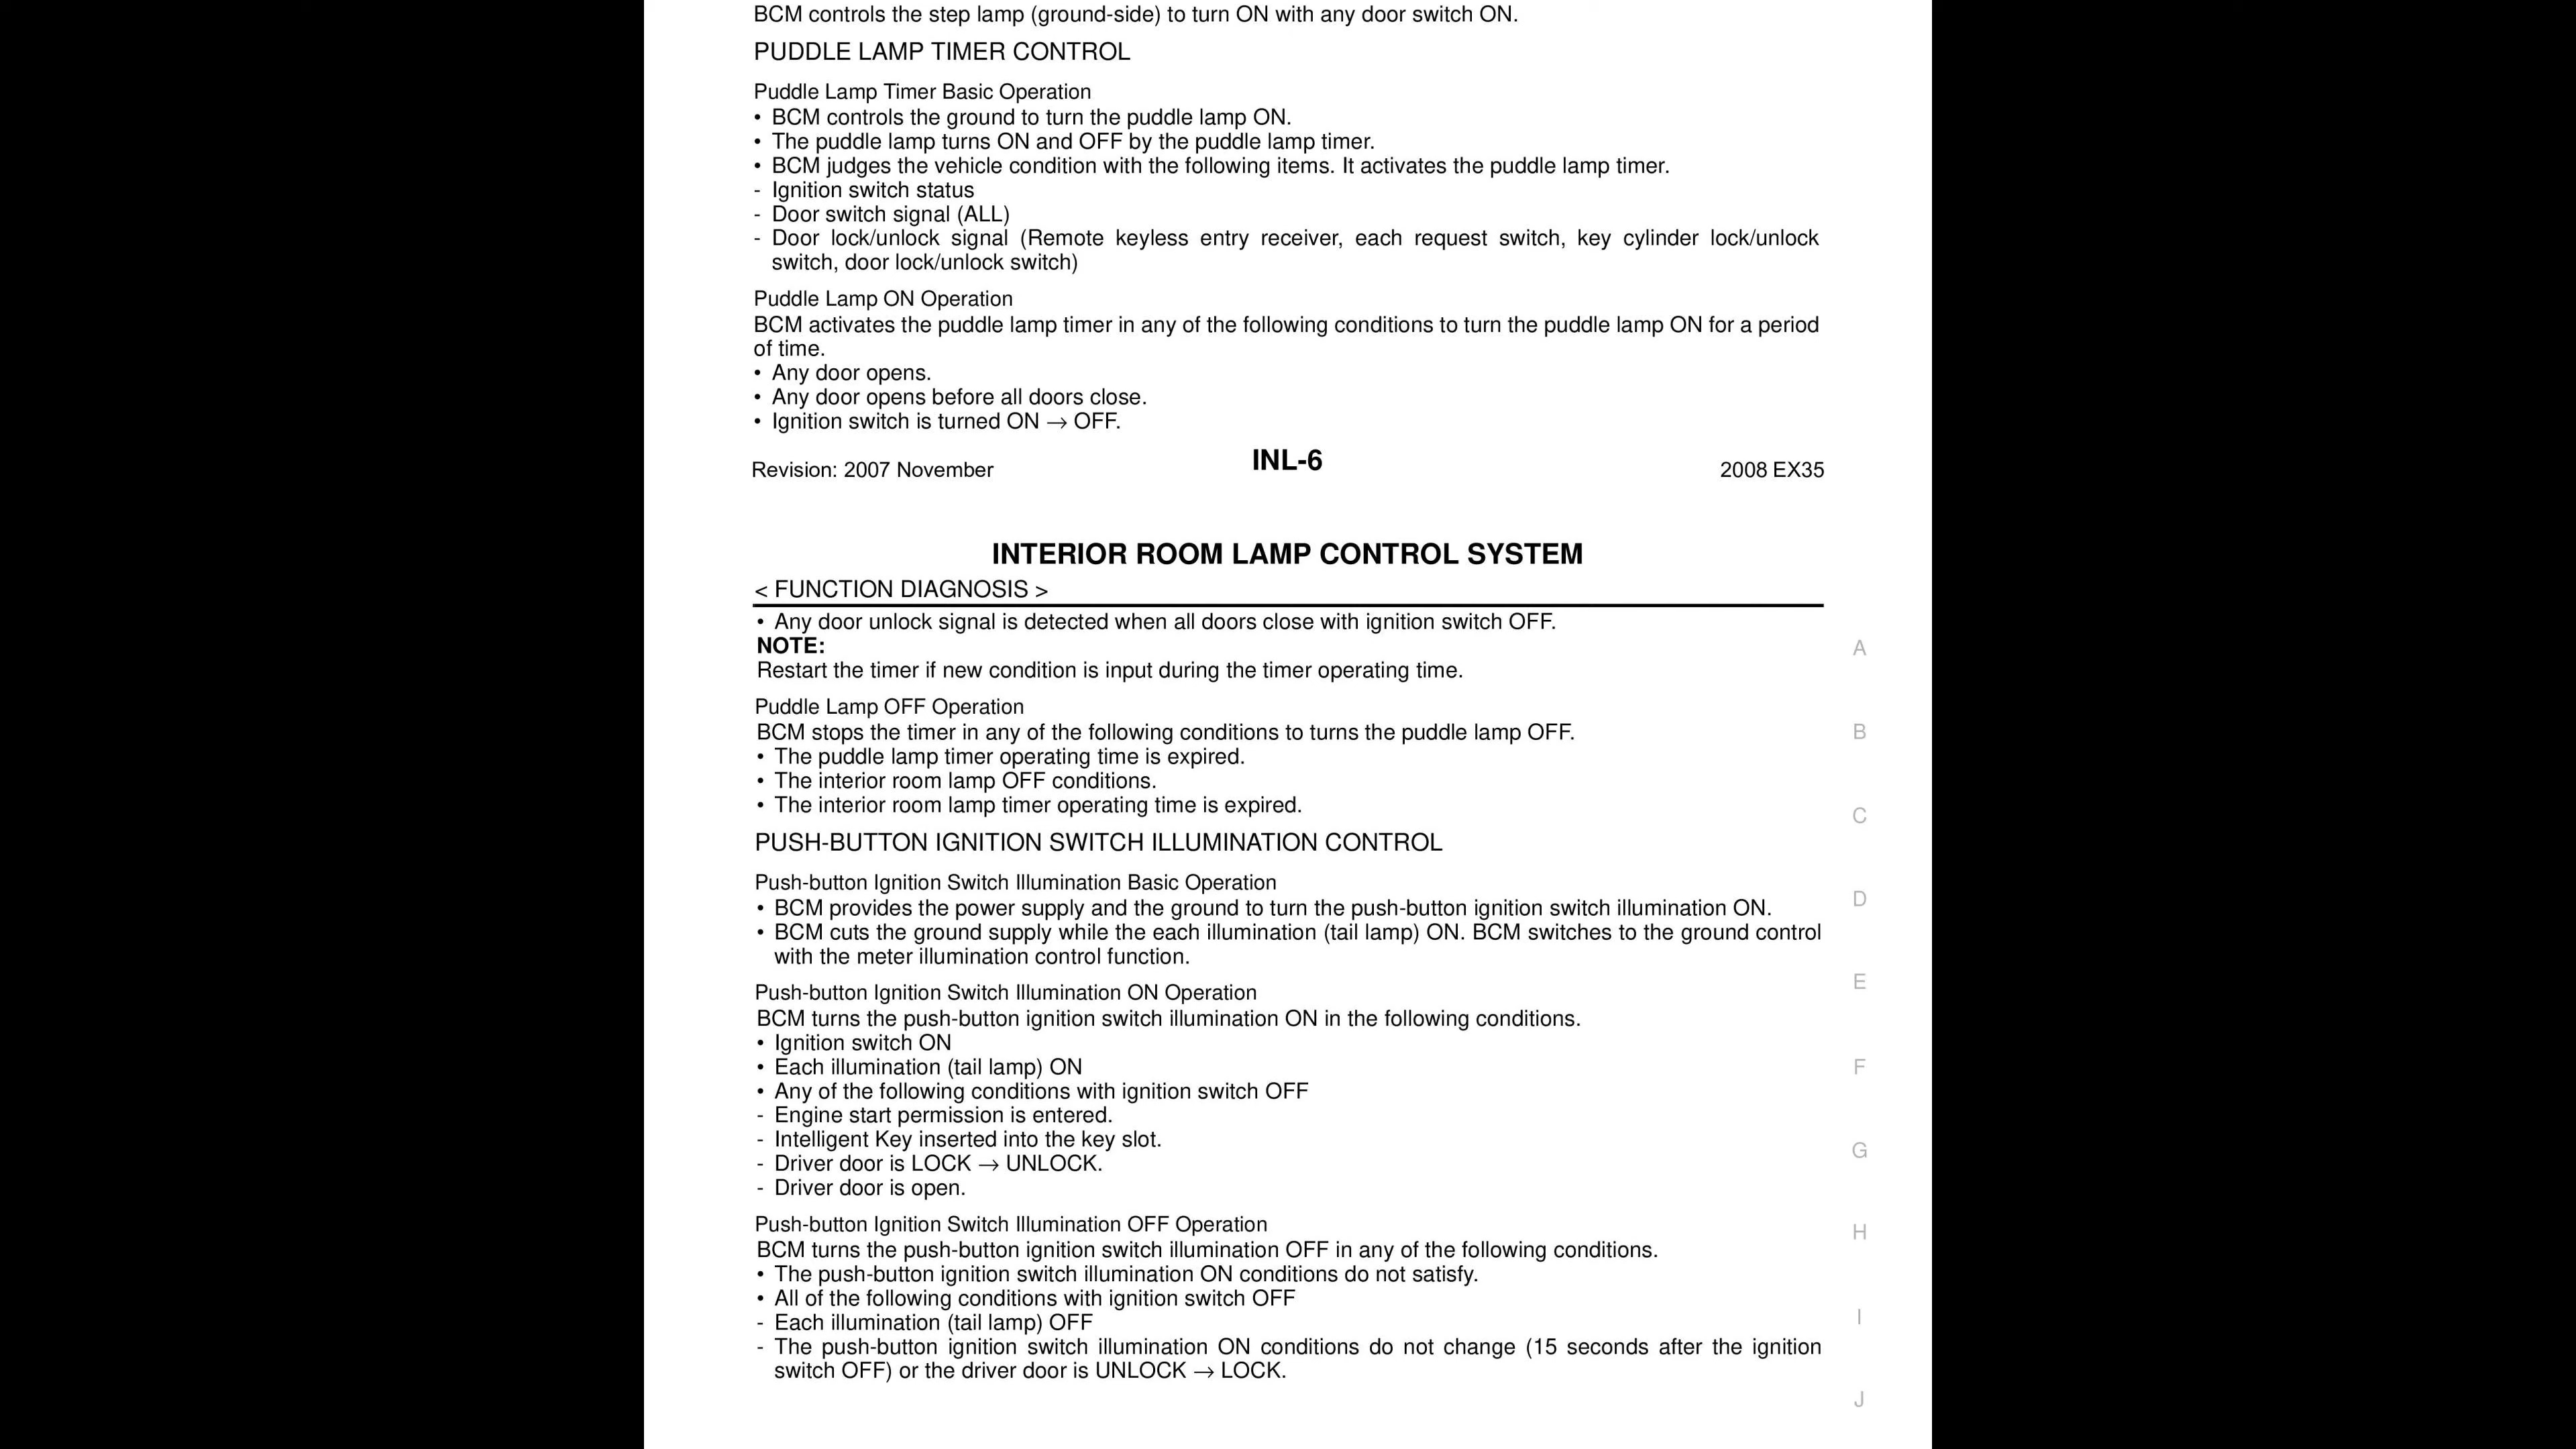 BCM controls the step lamp (ground-side) to turn ON with any door switch ON.
PUDDLE LAMP TIMER CONTROL
Puddle Lamp Timer Basic Operation
• BCM controls the ground to turn the puddle lamp ON.
• The puddle lamp turns ON and OFF by the puddle lamp timer.
• BCM judges the vehicle condition with the following items. It activates the puddle lamp timer.
- Ignition switch status
- Door switch signal (ALL)
- Door lock/unlock signal (Remote keyless entry receiver, each request switch, key cylinder lock/unlock
switch, door lock/unlock switch)
Puddle Lamp ON Operation
BCM activates the puddle lamp timer in any of the following conditions to turn the puddle lamp ON for a period
of time.
• Any door opens.
• Any door opens before all doors close.
• Ignition switch is turned ON → OFF.
Revision: 2007 November INL-6 2008 EX35
INTERIOR ROOM LAMP CONTROL SYSTEM
< FUNCTION DIAGNOSIS >
• Any door unlock signal is detected when all doors close with ignition switch OFF.
NOTE:
A
Restart the timer if new condition is input during the timer operating time.
Puddle Lamp OFF Operation
BCM stops the timer in any of the following conditions to turns the puddle lamp OFF.
B
• The puddle lamp timer operating time is expired.
• The interior room lamp OFF conditions.
• The interior room lamp timer operating time is expired.
C
PUSH-BUTTON IGNITION SWITCH ILLUMINATION CONTROL
Push-button Ignition Switch Illumination Basic Operation
D
• BCM provides the power supply and the ground to turn the push-button ignition switch illumination ON.
• BCM cuts the ground supply while the each illumination (tail lamp) ON. BCM switches to the ground control
with the meter illumination control function.
E
Push-button Ignition Switch Illumination ON Operation
BCM turns the push-button ignition switch illumination ON in the following conditions.
• Ignition switch ON
• Each illumination (tail lamp) ON
F
• Any of the following conditions with ignition switch OFF
- Engine start permission is entered.
- Intelligent Key inserted into the key slot.
G
- Driver door is LOCK → UNLOCK.
- Driver door is open.
Push-button Ignition Switch Illumination OFF Operation
H
BCM turns the push-button ignition switch illumination OFF in any of the following conditions.
• The push-button ignition switch illumination ON conditions do not satisfy.
• All of the following conditions with ignition switch OFF
I
- Each illumination (tail lamp) OFF
- The push-button ignition switch illumination ON conditions do not change (15 seconds after the ignition
switch OFF) or the driver door is UNLOCK → LOCK.
J